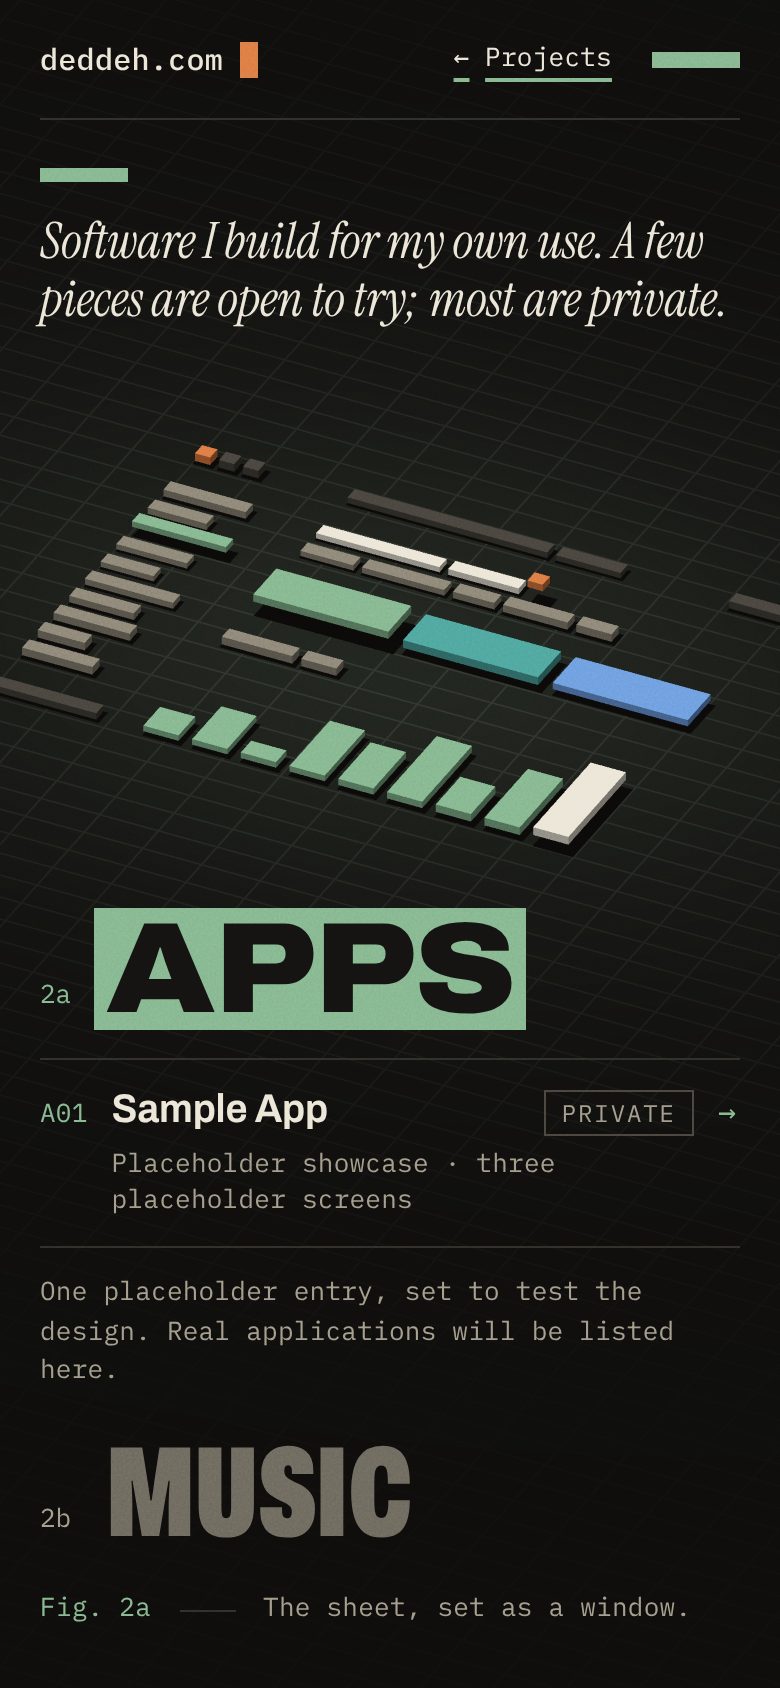 deddeh.com
← Projects
Software I build for my own use. A few
pieces are open to try; most are private.
2a APPS
A01 Sample App PRIVATE →
Placeholder showcase · three
placeholder screens
One placeholder entry, set to test the
design. Real applications will be listed
here.
2b MUSIC
Fig. 2a The sheet, set as a window.